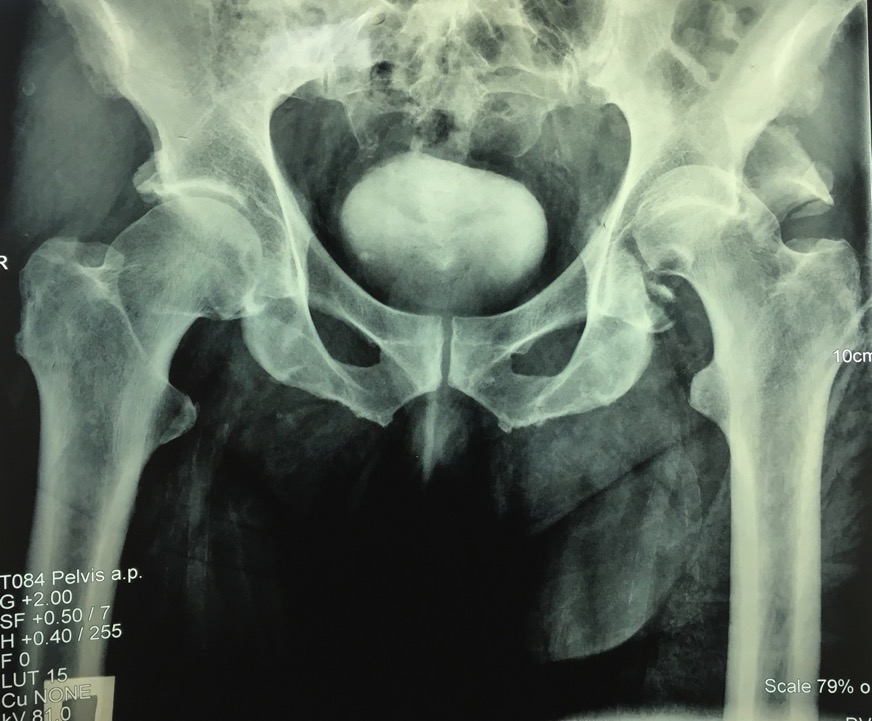 R
10cm
T084 Pelvis a.p.
G +2.00
SF +0.50 / 7
H +0.40 / 255
F 0
LUT 15
Cu NONE
kV 81.0
Scale 79% o